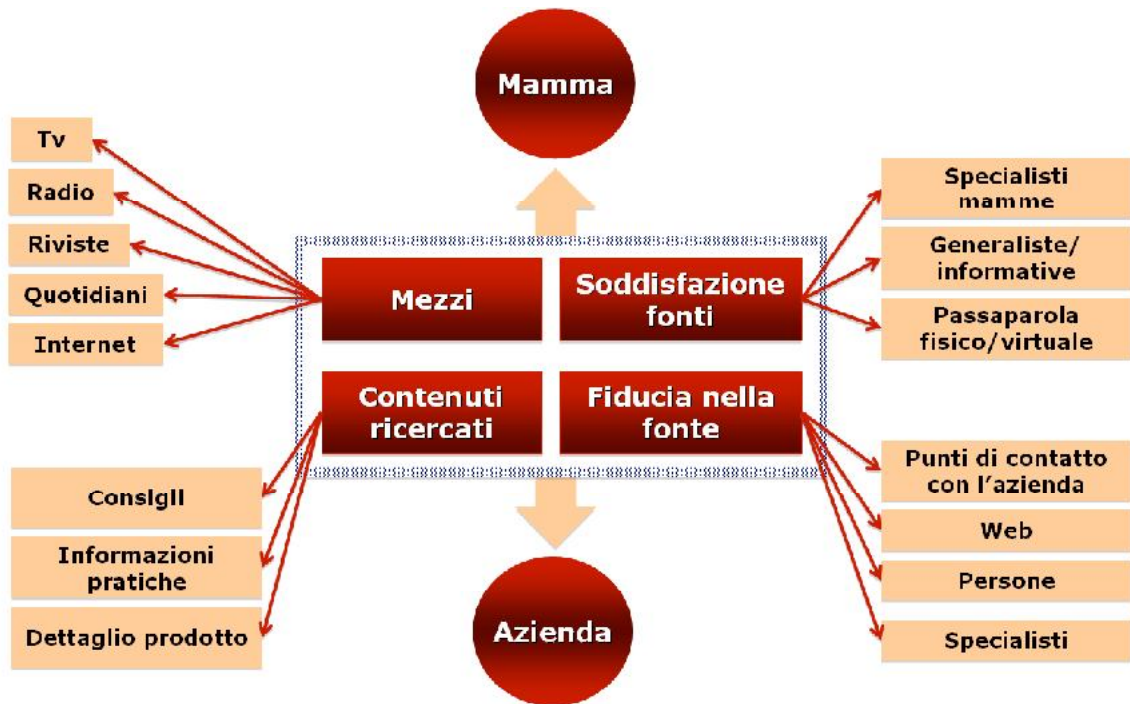 Mamma
Tv
Radio
Riviste
Quotidiani
Internet
Mezzi
Soddisfazione
fonti
Specialisti
mamme
Generaliste/
informative
Passaparola
fisico/virtuale
Contenuti
ricercati
Fiducia nella
fonte
Consigli
Informazioni
pratiche
Dettaglio prodotto
Punti di contatto
con l'azienda
Web
Persone
Specialisti
Azienda